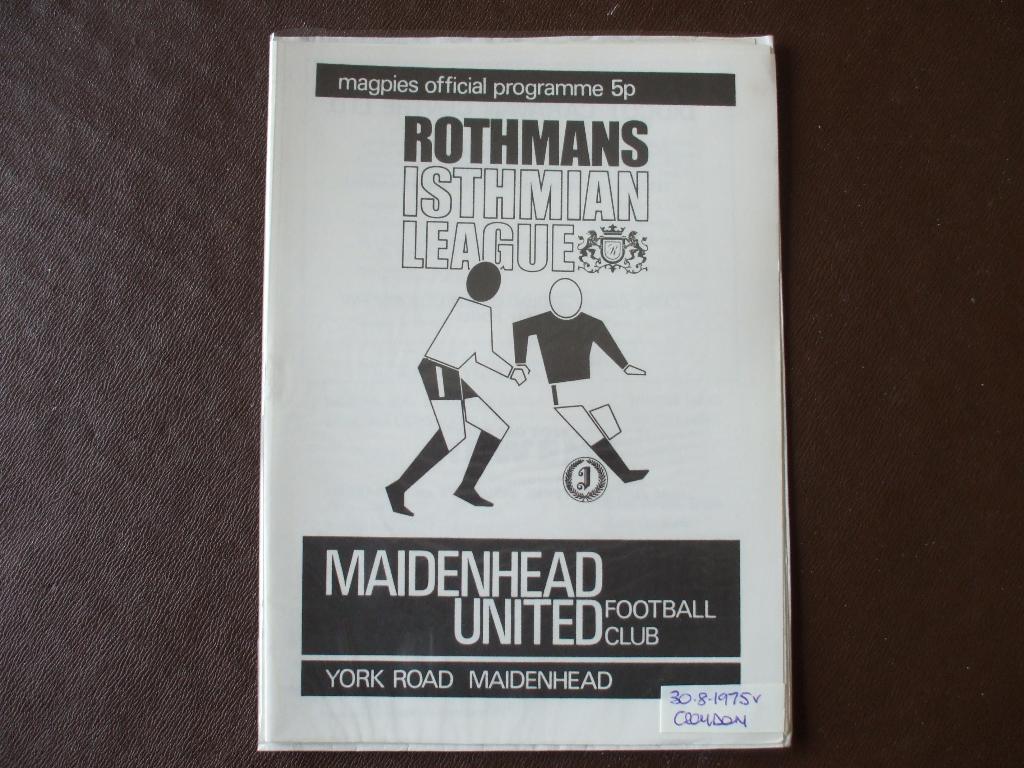 magpies official programme 5p
ROTHMANS
ISTHMIAN
LEAGUE
MAIDENHEAD
UNITED FOOTBALL
CLUB
YORK ROAD MAIDENHEAD
30.8.1975 v
CROYDON